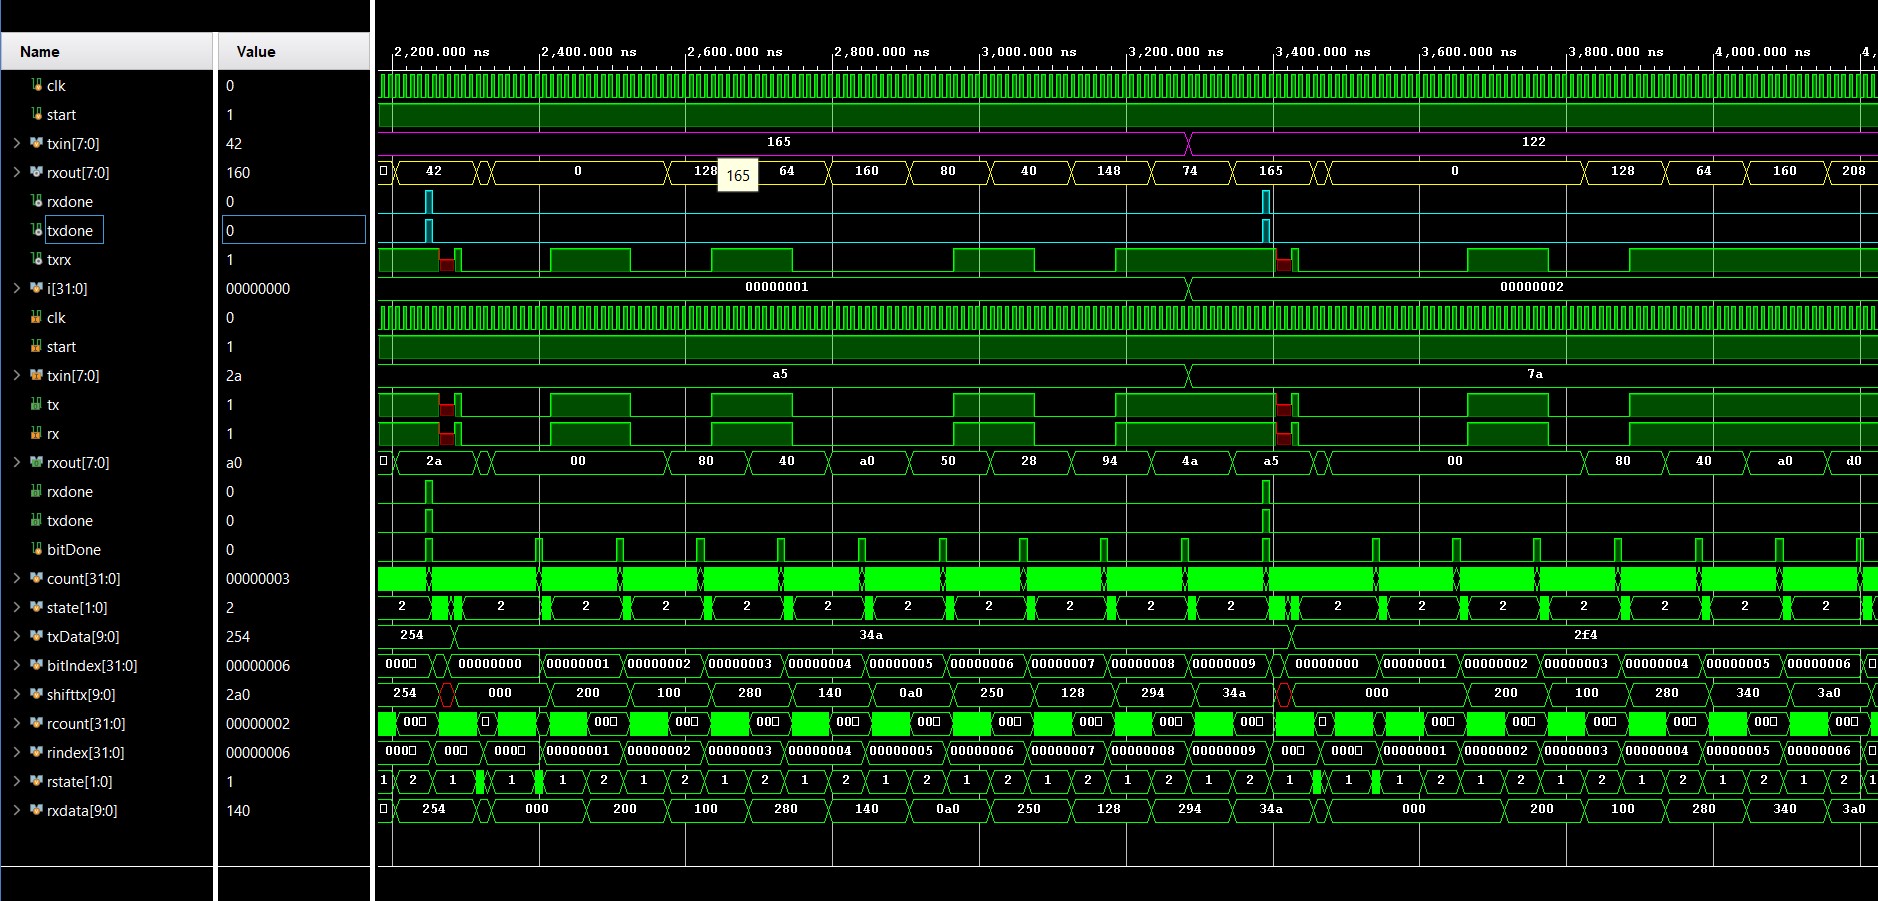 Name Value 2,200.000 ns 2,400.000 ns 2,600.000 ns 2,800.000 ns 3,000.000 ns 3,200.000 ns 3,400.000 ns 3,600.000 ns 3,800.000 ns 4,000.000 ns 4,
clk 0
start 1
txin[7:0] 42 165 122
rxout[7:0] 160 42 0 128 165 64 160 80 40 148 74 165 0 128 64 160 208
rxdone 0
txdone 0
txrx 1
i[31:0] 00000000 00000001 00000002
clk 0
start 1
txin[7:0] 2a a5 7a
tx 1
rx 1
rxout[7:0] a0 2a 00 80 40 a0 50 28 94 4a a5 00 80 40 a0 d0
rxdone 0
txdone 0
bitDone 0
count[31:0] 00000003
state[1:0] 2 2 2 2 2 2 2 2 2 2 2 2 2 2 2 2 2 2
txData[9:0] 254 254 34a 2f4
bitIndex[31:0] 00000006 000 00000000 00000001 00000002 00000003 00000004 00000005 00000006 00000007 00000008 00000009 00000000 00000001 00000002 00000003 00000004 00000005 00000006
shifttx[9:0] 2a0 254 000 200 100 280 140 0a0 250 128 294 34a 000 200 100 280 340 3a0
rcount[31:0] 00000002 00 00 00 00 00 00 00 00 00 00 00 00 00 00 00 00
rindex[31:0] 00000006 000 00 000 00000001 00000002 00000003 00000004 00000005 00000006 00000007 00000008 00000009 00 000 00000001 00000002 00000003 00000004 00000005 00000006
rstate[1:0] 1 1 2 1 1 1 2 1 2 1 2 1 2 1 2 1 2 1 2 1 2 1 2 1 1 1 2 1 2 1 2 1 2 1 2 1
rxdata[9:0] 140 254 000 200 100 280 140 0a0 250 128 294 34a 000 200 100 280 340 3a0